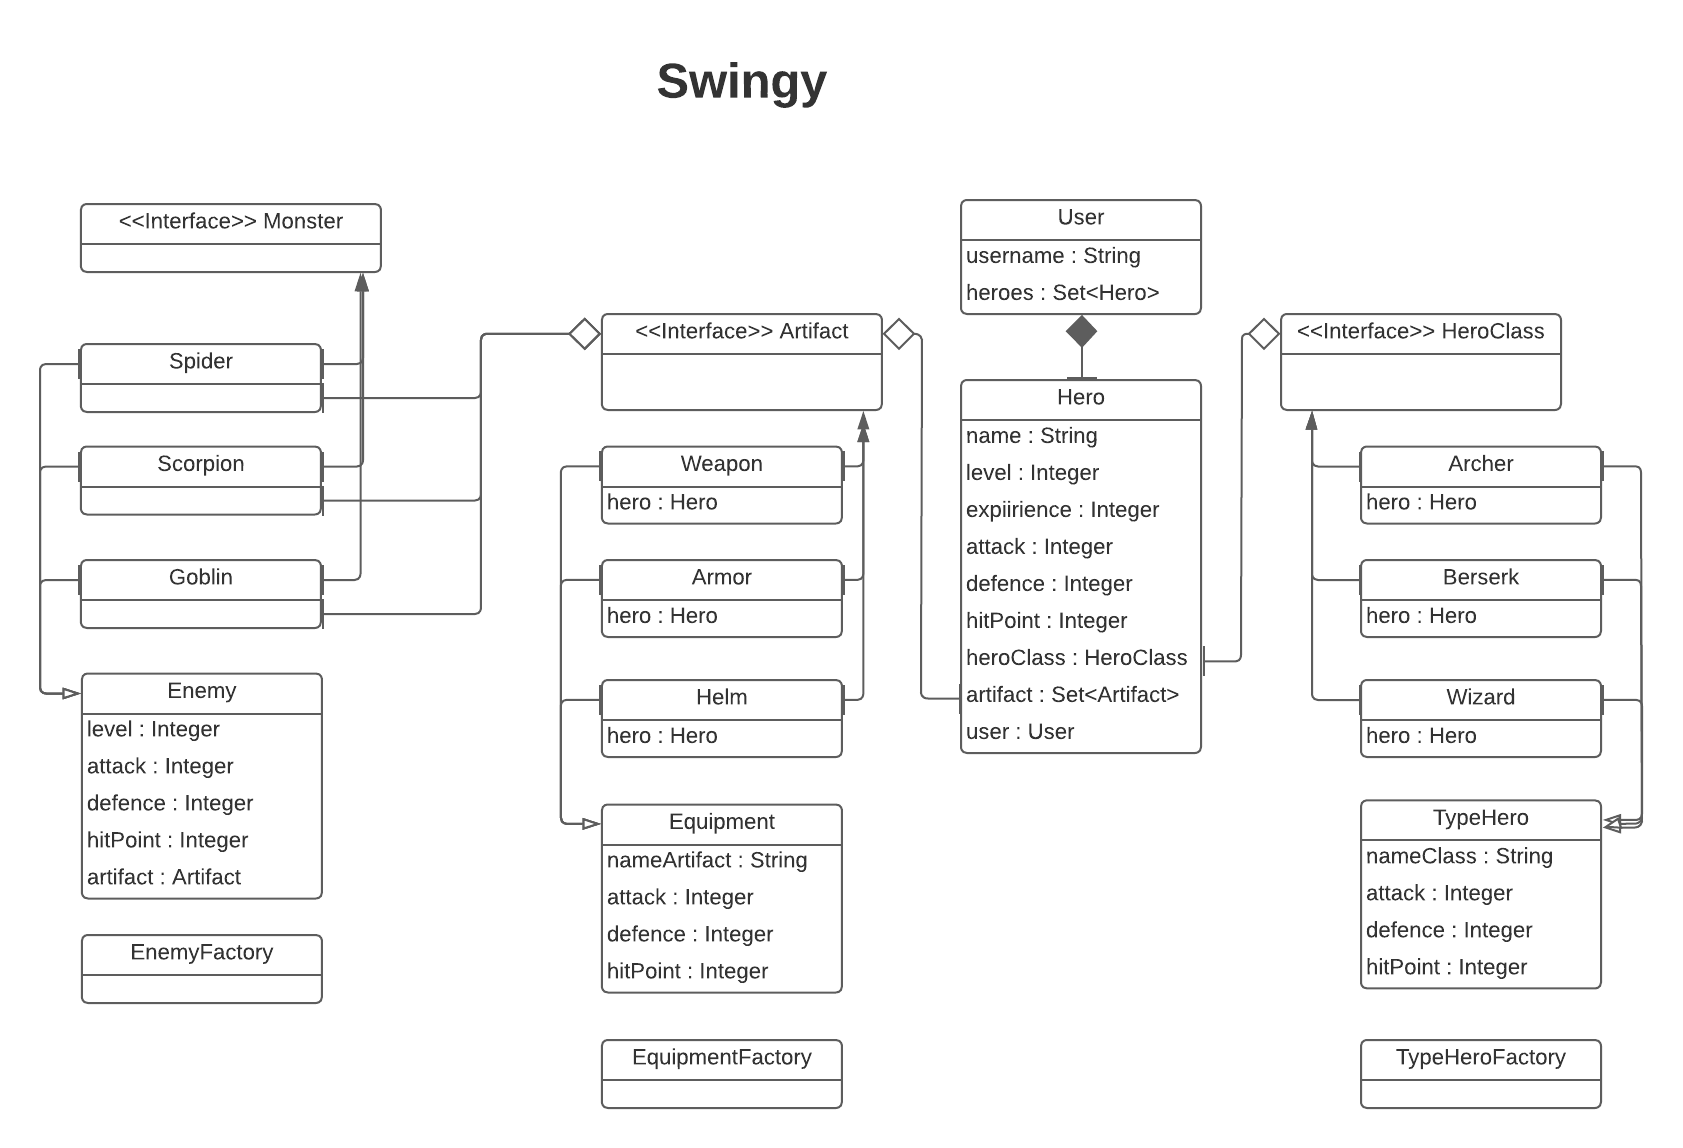 Swingy
<<Interface>> Monster
Spider
Scorpion
Goblin
Enemy
level : Integer
attack : Integer
defence : Integer
hitPoint : Integer
artifact : Artifact
EnemyFactory
<<Interface>> Artifact
Weapon
hero : Hero
Armor
hero : Hero
Helm
hero : Hero
Equipment
nameArtifact : String
attack : Integer
defence : Integer
hitPoint : Integer
EquipmentFactory
User
username : String
heroes : Set<Hero>
Hero
name : String
level : Integer
expiirience : Integer
attack : Integer
defence : Integer
hitPoint : Integer
heroClass : HeroClass
artifact : Set<Artifact>
user : User
<<Interface>> HeroClass
Archer
hero : Hero
Berserk
hero : Hero
Wizard
hero : Hero
TypeHero
nameClass : String
attack : Integer
defence : Integer
hitPoint : Integer
TypeHeroFactory